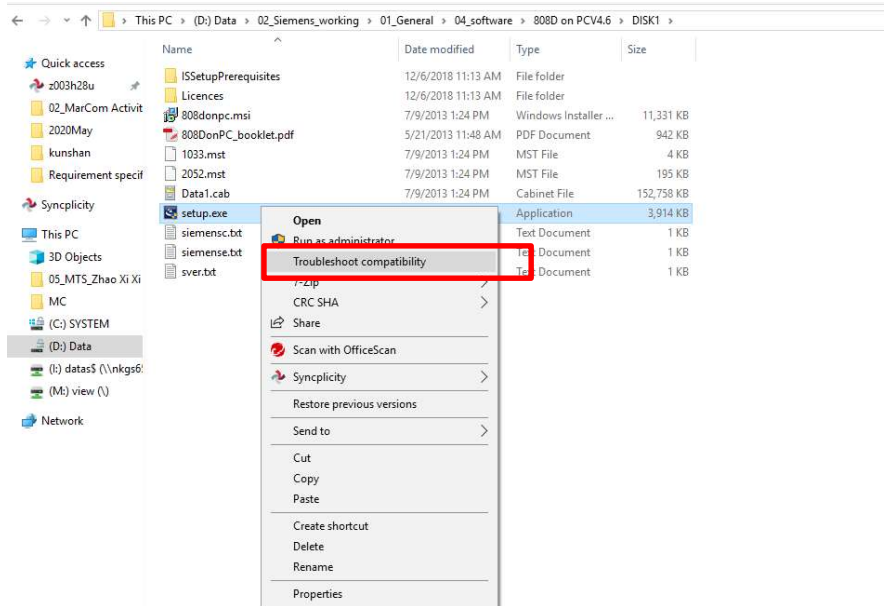 This PC > (D:) Data > 02_Siemens_working > 01_General > 04_software > 808D on PCV4.6 > DISK1 >
Name Date modified Type Size
Quick access
z003h28u
02_MarCom Activit
2020May
kunshan
Requirement specif
Syncplicity
This PC
3D Objects
05_MTS_Zhao Xi Xi
MC
(C:) SYSTEM
(D:) Data
(I:) datas$ (\\nkgs6
(M:) view (\)
Network
ISSetupPrerequisites 12/6/2018 11:13 AM File folder
Licences 12/6/2018 11:13 AM File folder
808donpc.msi 7/9/2013 1:24 PM Windows Installer ... 11,331 KB
808DonPC_booklet.pdf 5/21/2013 11:48 AM PDF Document 942 KB
1033.mst 7/9/2013 1:24 PM MST File 4 KB
2052.mst 7/9/2013 1:24 PM MST File 195 KB
Data1.cab 7/9/2013 1:24 PM Cabinet File 152,758 KB
setup.exe Application 3,914 KB
siemensc.txt Text Document 1 KB
siemense.txt Text Document 1 KB
sver.txt Text Document 1 KB
Open
Run as administrator
Troubleshoot compatibility
7-Zip
CRC SHA
Share
Scan with OfficeScan
Syncplicity
Restore previous versions
Send to
Cut
Copy
Paste
Create shortcut
Delete
Rename
Properties